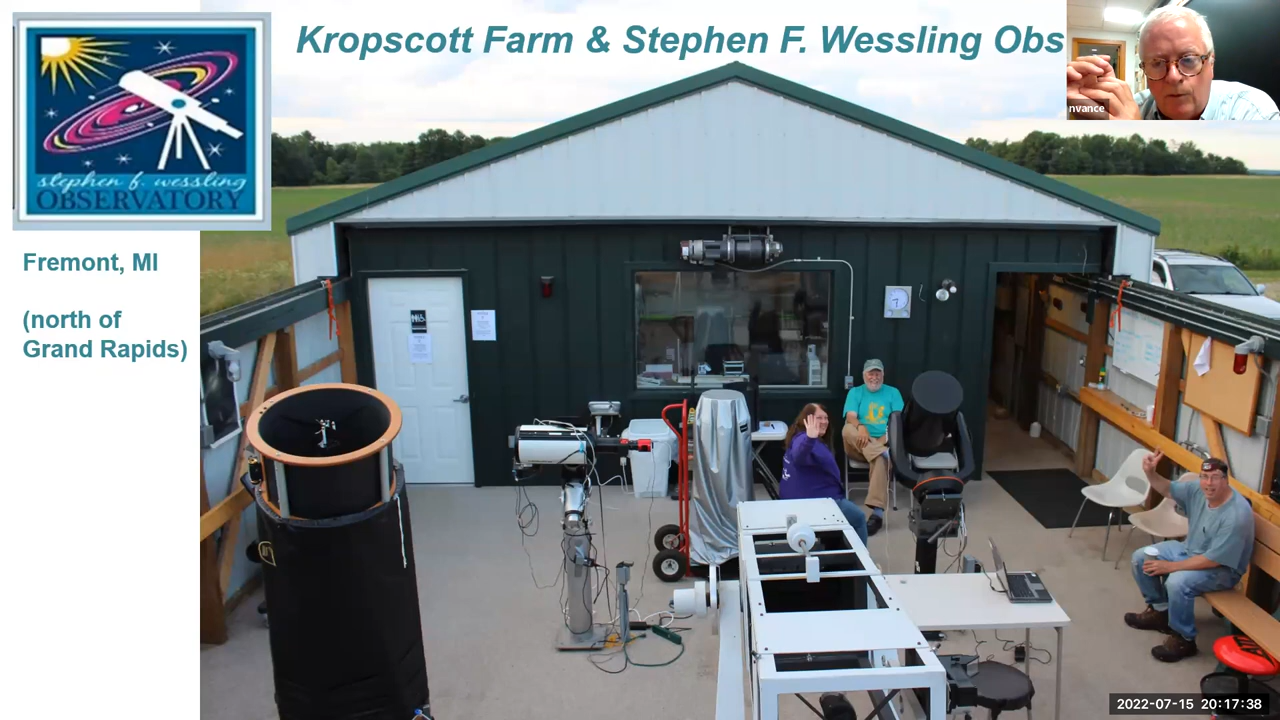 Kropscott Farm & Stephen F. Wessling Obs
stephen f. wessling
OBSERVATORY
nvance
Fremont, MI
(north of
Grand Rapids)
2022-07-15 20:17:38